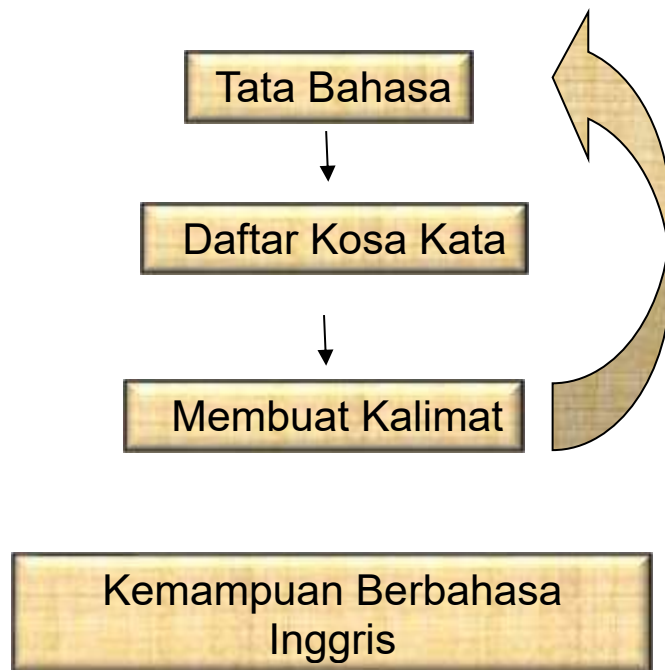 Tata Bahasa
Daftar Kosa Kata
Membuat Kalimat
Kemampuan Berbahasa
Inggris